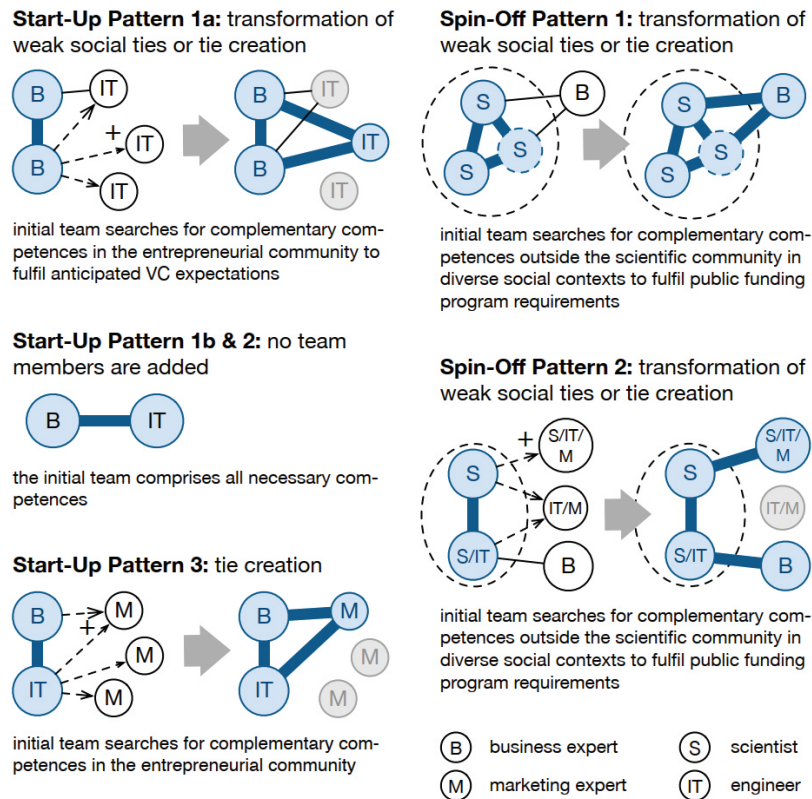 Start-Up Pattern 1a: transformation of
weak social ties or tie creation
B
IT
+
B
IT
IT
B
IT
IT
B
IT
initial team searches for complementary com-
petences in the entrepreneurial community to
fulfil anticipated VC expectations
Start-Up Pattern 1b & 2: no team
members are added
B
IT
the initial team comprises all necessary com-
petences
Start-Up Pattern 3: tie creation
B
M
+
M
IT
M
B
M
M
IT
M
initial team searches for complementary com-
petences in the entrepreneurial community
Spin-Off Pattern 1: transformation of
weak social ties or tie creation
S
B
S
S
S
B
S
S
initial team searches for complementary com-
petences outside the scientific community in
diverse social contexts to fulfil public funding
program requirements
Spin-Off Pattern 2: transformation of
weak social ties or tie creation
+
S/IT/
M
S
IT/M
S/IT
B
S/IT/
M
S
IT/M
S/IT
B
initial team searches for complementary com-
petences outside the scientific community in
diverse social contexts to fulfil public funding
program requirements
B business expert
S scientist
M marketing expert
IT engineer